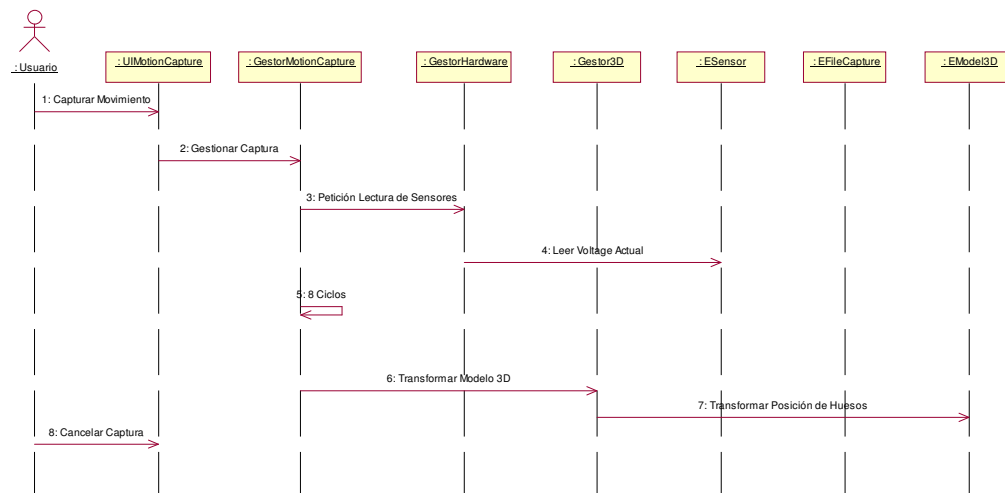 : Usuario
: UIMotionCapture
: GestorMotionCapture
: GestorHardware
: Gestor3D
: ESensor
: EFileCapture
: EModel3D
1: Capturar Movimiento
2: Gestionar Captura
3: Petición Lectura de Sensores
4: Leer Voltage Actual
5: 8 Ciclos
6: Transformar Modelo 3D
7: Transformar Posición de Huesos
8: Cancelar Captura